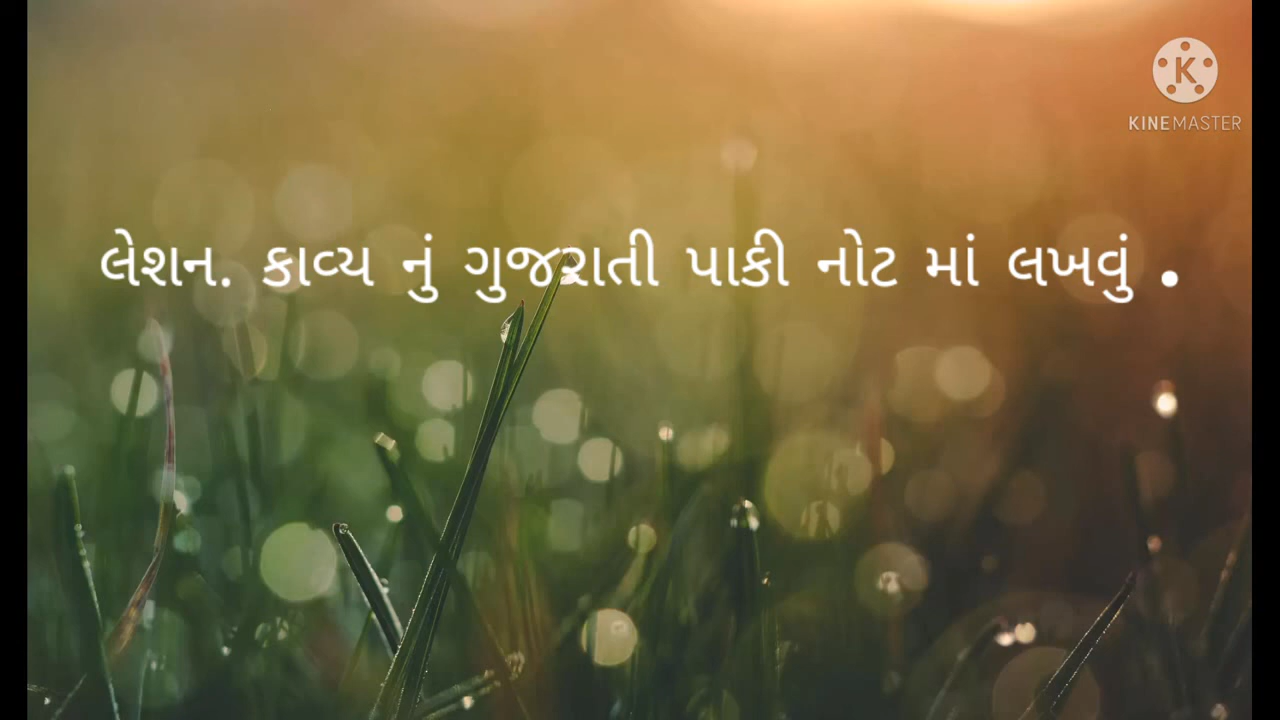 KINEMASTER
લેશન. કાવ્ય નું ગુજરાતી પાકી નોટ માં લખવું .